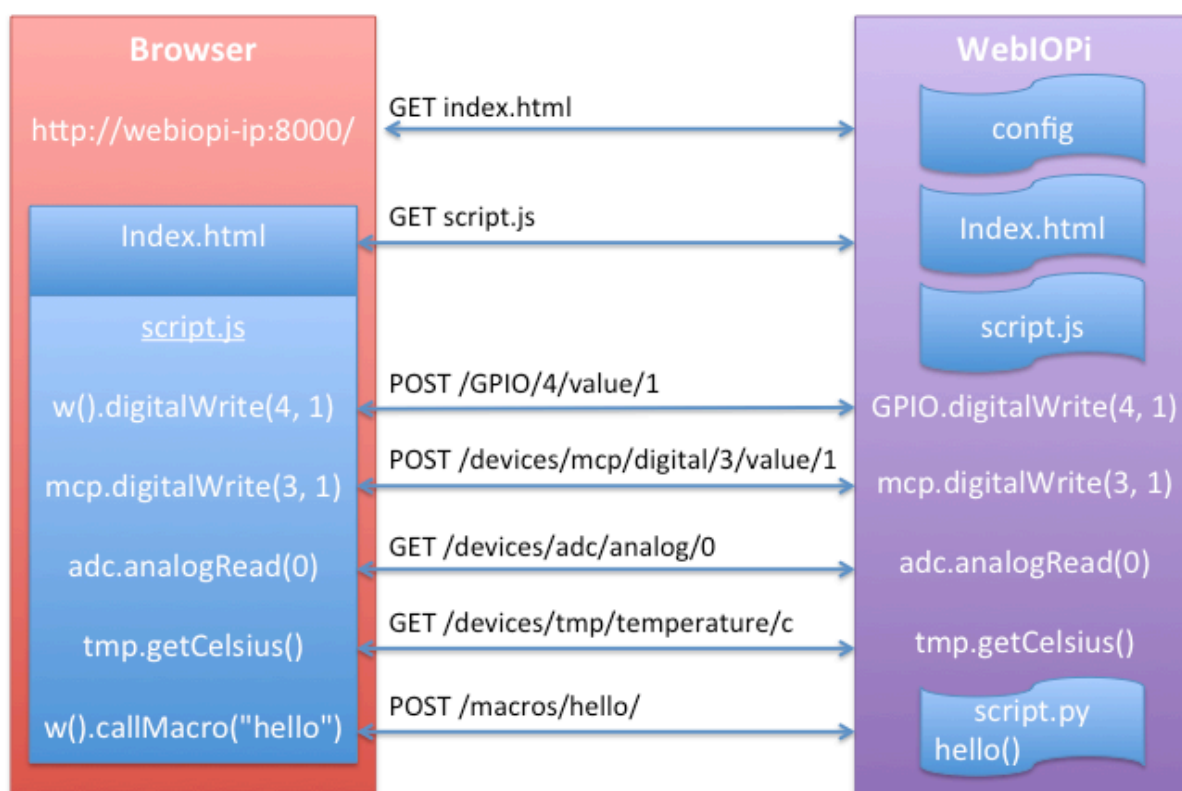 Browser
http://webiopi-ip:8000/
Index.html
script.js
w().digitalWrite(4, 1)
mcp.digitalWrite(3, 1)
adc.analogRead(0)
tmp.getCelsius()
w().callMacro("hello")
GET index.html
GET script.js
POST /GPIO/4/value/1
POST /devices/mcp/digital/3/value/1
GET /devices/adc/analog/0
GET /devices/tmp/temperature/c
POST /macros/hello/
WebIOPi
config
Index.html
script.js
GPIO.digitalWrite(4, 1)
mcp.digitalWrite(3, 1)
adc.analogRead(0)
tmp.getCelsius()
script.py
hello()